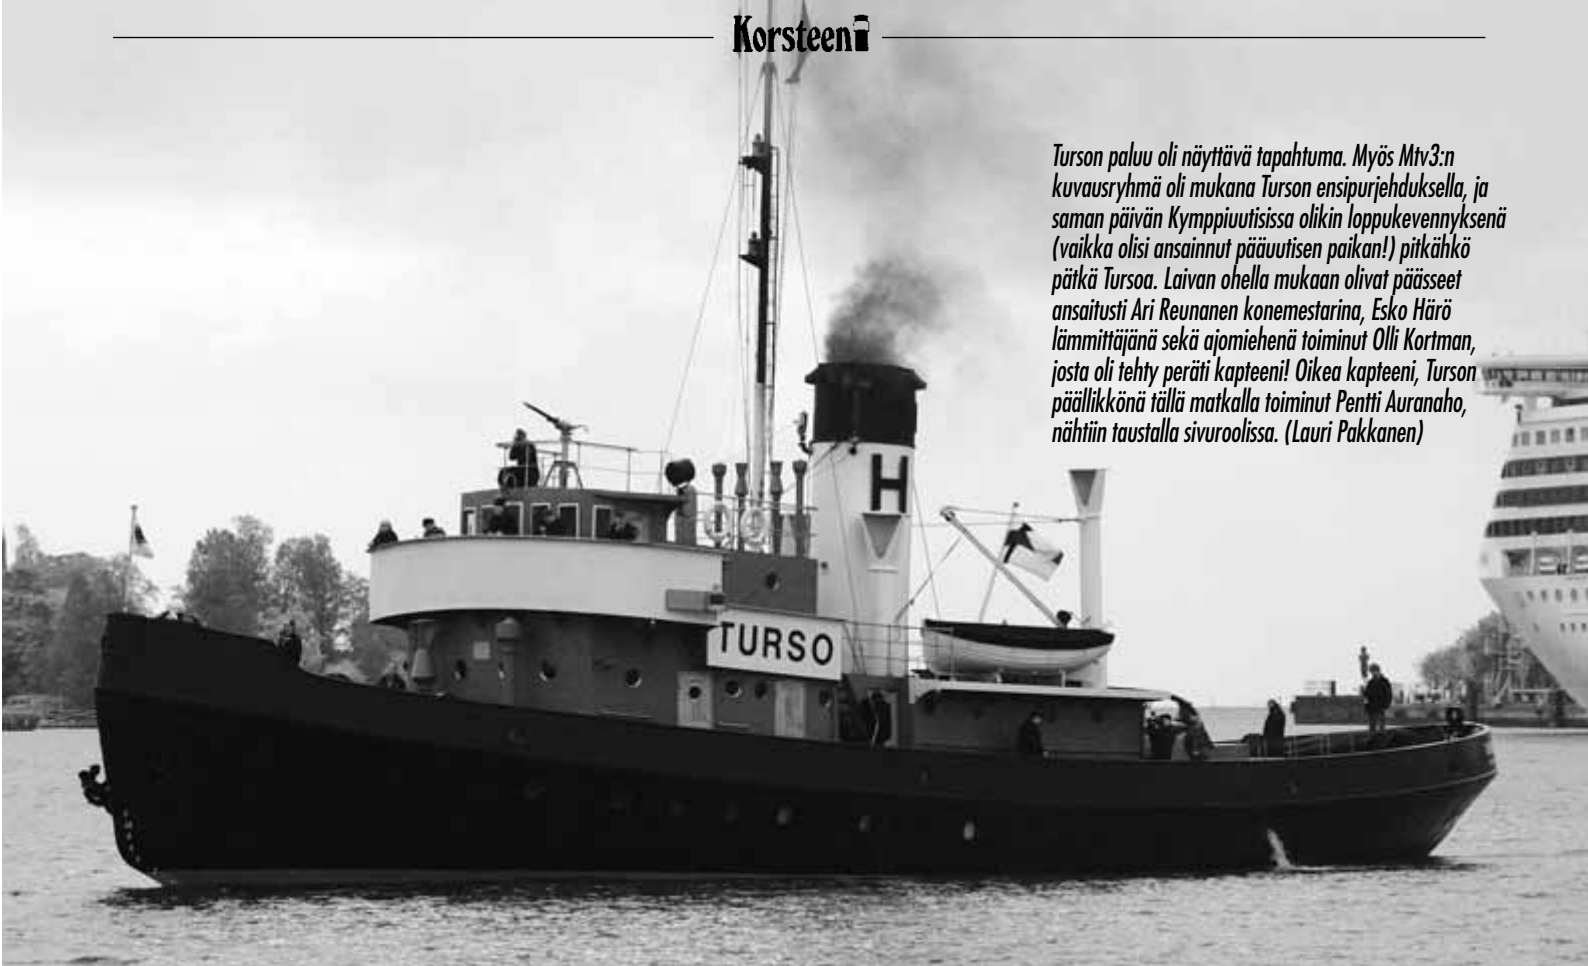 Korsteeni
Turson paluu oli näyttävä tapahtuma. Myös Mtv3:n
kuvausryhmä oli mukana Turson ensipurjehduksella, ja
saman päivän Kymppiuutisissa olikin loppukevennyksenä
(vaikka olisi ansainnut pääuutisen paikan!) pitkähkö
pätkä Tursoa. Laivan ohella mukaan olivat päässeet
ansaitusti Ari Reunanen konemestarina, Esko Härö
lämmittäjänä sekä ajomiehenä toiminut Olli Kortman,
josta oli tehty peräti kapteeni! Oikea kapteeni, Turson
päällikkönä tällä matkalla toiminut Pentti Auranaho,
nähtiin taustalla sivuroolissa. (Lauri Pakkanen)
H
TURSO